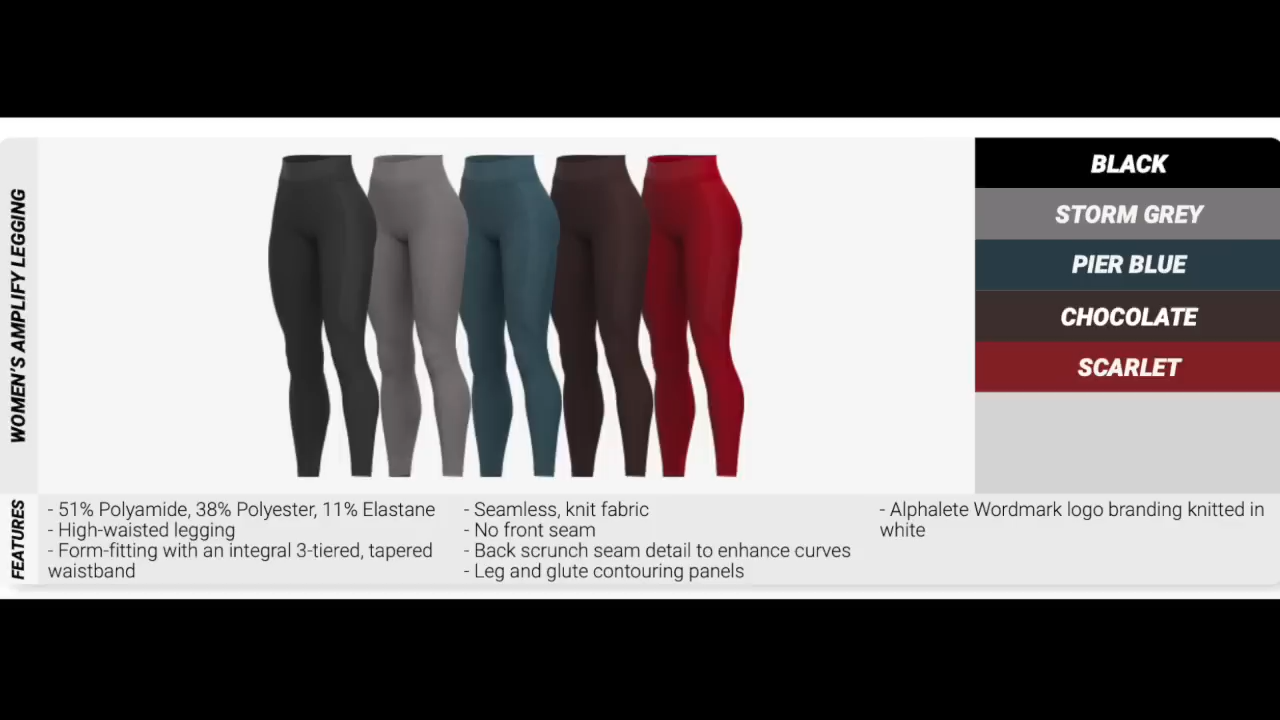 WOMEN'S AMPLIFY LEGGING
BLACK
STORM GREY
PIER BLUE
CHOCOLATE
SCARLET
FEATURES
- 51% Polyamide, 38% Polyester, 11% Elastane
- High-waisted legging
- Form-fitting with an integral 3-tiered, tapered
waistband
- Seamless, knit fabric
- No front seam
- Back scrunch seam detail to enhance curves
- Leg and glute contouring panels
- Alphalete Wordmark logo branding knitted in
white